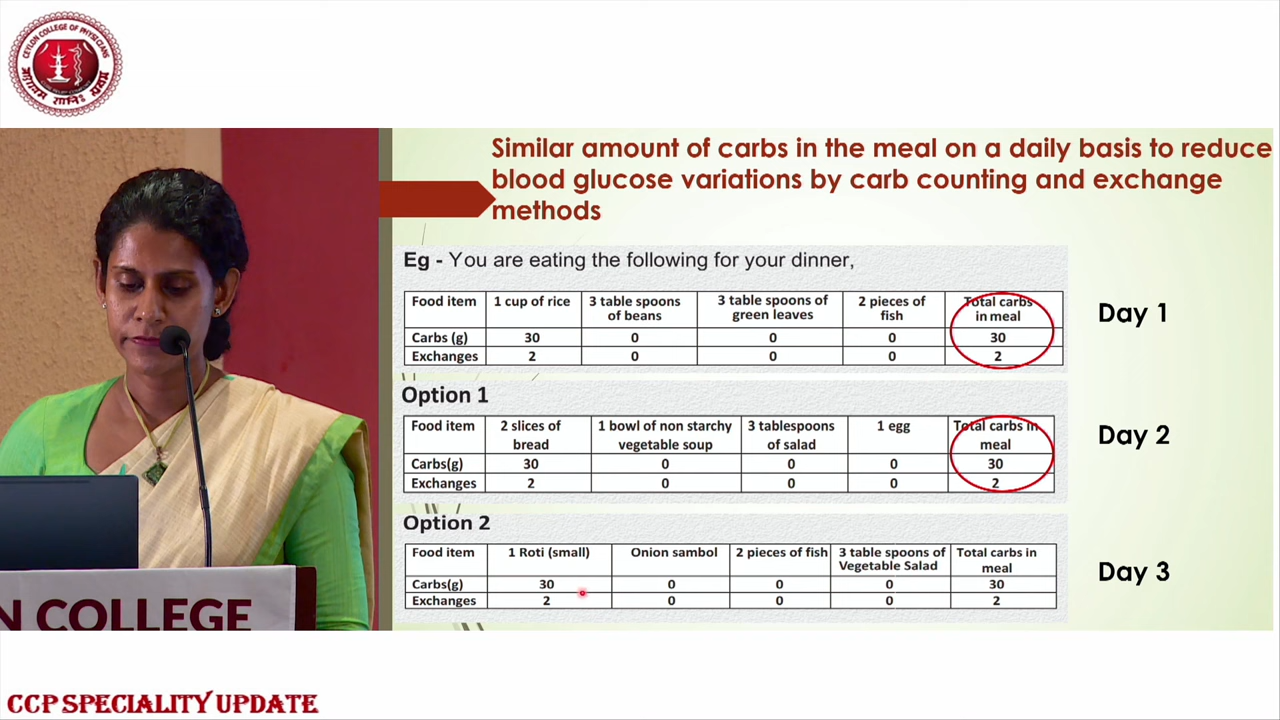 CEYLON COLLEGE OF PHYSICIANS
Similar amount of carbs in the meal on a daily basis to reduce
blood glucose variations by carb counting and exchange
methods
Eg - You are eating the following for your dinner,
Food item 1 cup of rice 3 table spoons of beans 3 table spoons of green leaves 2 pieces of fish Total carbs in meal
Carbs (g) 30 0 0 0 30
Exchanges 2 0 0 0 2
Day 1
Option 1
Food item 2 slices of bread 1 bowl of non starchy vegetable soup 3 tablespoons of salad 1 egg Total carbs in meal
Carbs(g) 30 0 0 0 30
Exchanges 2 0 0 0 2
Day 2
Option 2
Food item 1 Roti (small) Onion sambol 2 pieces of fish 3 table spoons of Vegetable Salad Total carbs in meal
Carbs(g) 30 0 0 0 30
Exchanges 2 0 0 0 2
Day 3
N COLLEGE
CCP SPECIALITY UPDATE